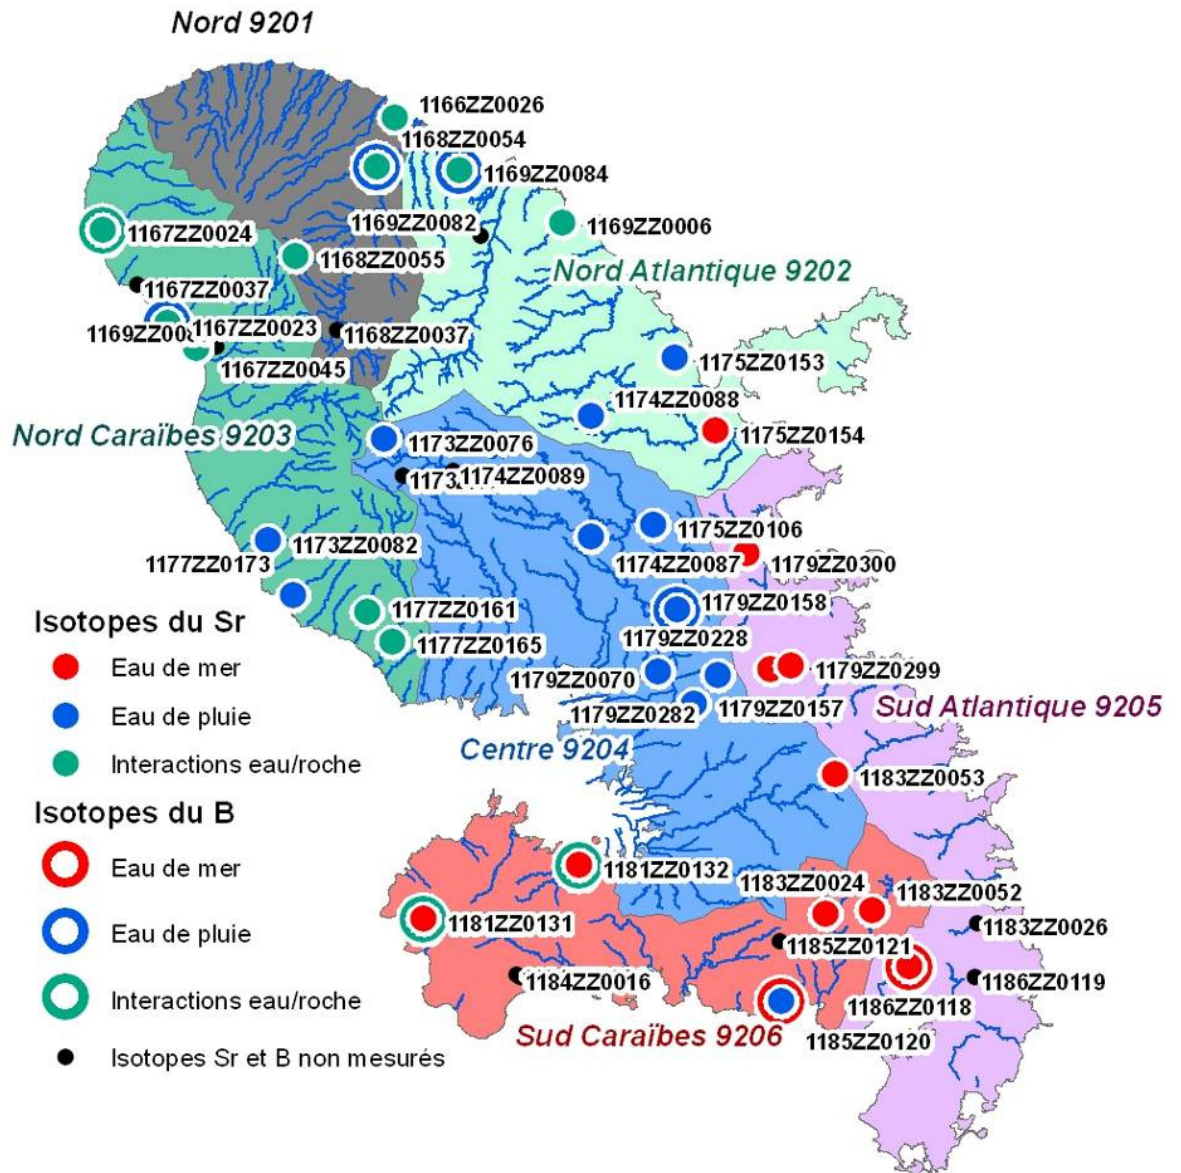 Nord 9201
1166ZZ0026
1168ZZ0054
1169ZZ0084
1169ZZ0082
1169ZZ0006
1167ZZ0024
1168ZZ0055
Nord Atlantique 9202
1167ZZ0037
1167ZZ0023
1168ZZ0037
1167ZZ0045
1175ZZ0153
1174ZZ0088
1175ZZ0154
Nord Caraïbes 9203
1173ZZ0076
1174ZZ0089
1175ZZ0106
1173ZZ0082
1177ZZ0173
1174ZZ0087
1179ZZ0300
1179ZZ0158
1177ZZ0161
1179ZZ0228
1177ZZ0165
1179ZZ0070
1179ZZ0299
1179ZZ0282
1179ZZ0157
Sud Atlantique 9205
Centre 9204
1183ZZ0053
1181ZZ0132
1183ZZ0024
1183ZZ0052
1181ZZ0131
1183ZZ0026
1185ZZ0121
1184ZZ0016
1186ZZ0119
1186ZZ0118
Sud Caraïbes 9206
1185ZZ0120
Isotopes du Sr
Eau de mer
Eau de pluie
Interactions eau/roche
Isotopes du B
Eau de mer
Eau de pluie
Interactions eau/roche
Isotopes Sr et B non mesurés